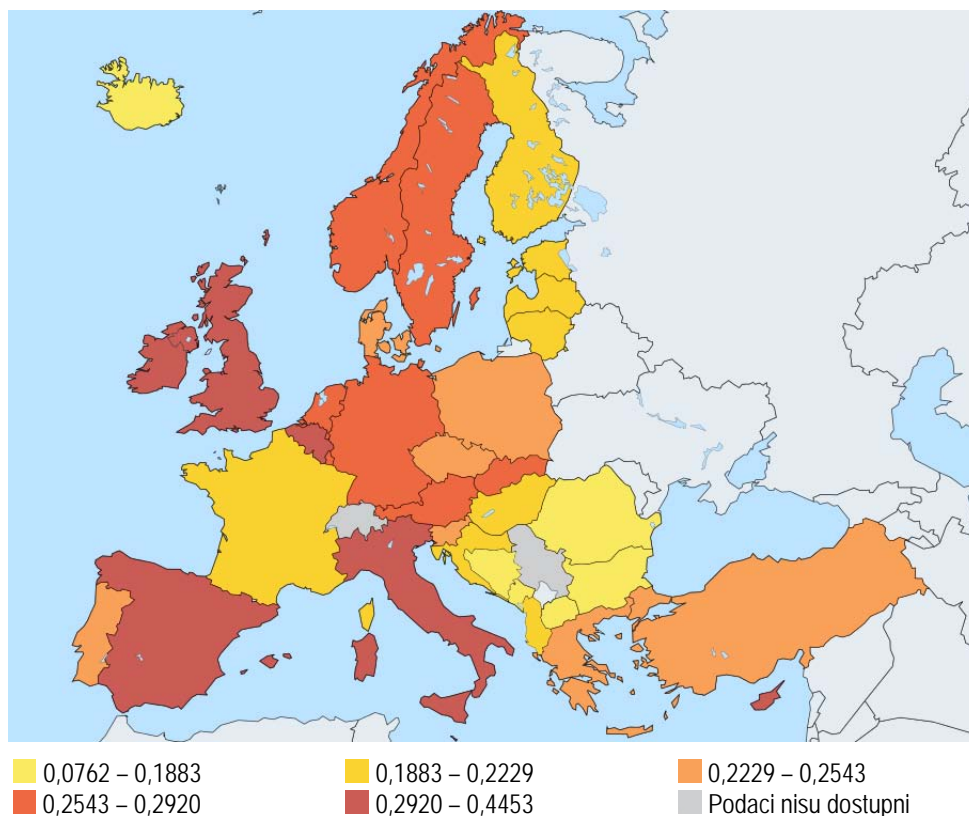 0,0762 – 0,1883
0,1883 – 0,2229
0,2229 – 0,2543
0,2543 – 0,2920
0,2920 – 0,4453
Podaci nisu dostupni